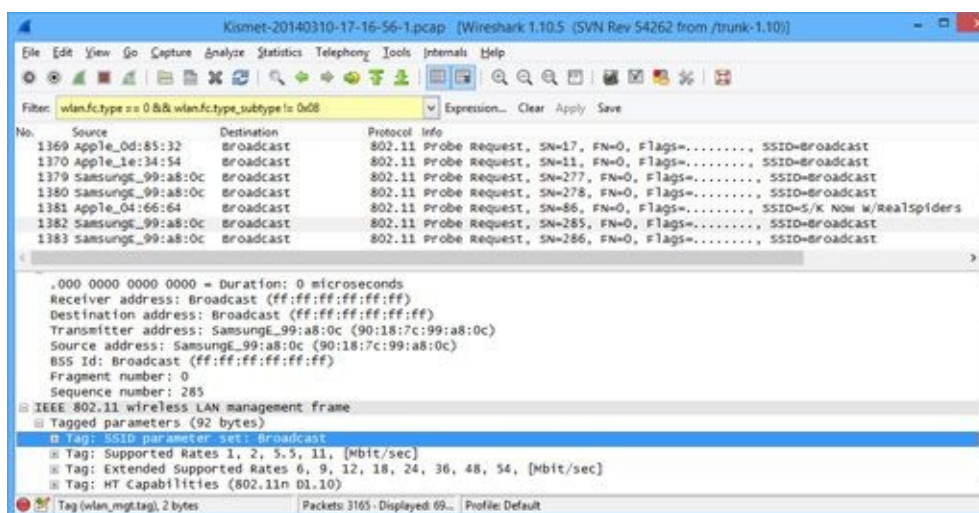 Kismet-20140310-17-16-56-1.pcap [Wireshark 1.10.5 (SVN Rev 54262 from /trunk-1.10)]
File Edit View Go Capture Analyze Statistics Telephony Tools Internals Help
Filter: wlan.fc.type == 0 && wlan.fc.type_subtype != 0x08 Expression... Clear Apply Save
No. Source Destination Protocol Info
1369 Apple_0d:85:32 Broadcast 802.11 Probe Request, SN=17, FN=0, Flags=........, SSID=Broadcast
1370 Apple_1e:34:54 Broadcast 802.11 Probe Request, SN=11, FN=0, Flags=........, SSID=Broadcast
1379 SamsungE_99:a8:0c Broadcast 802.11 Probe Request, SN=277, FN=0, Flags=........, SSID=Broadcast
1380 SamsungE_99:a8:0c Broadcast 802.11 Probe Request, SN=278, FN=0, Flags=........, SSID=Broadcast
1381 Apple_04:66:64 Broadcast 802.11 Probe Request, SN=86, FN=0, Flags=........, SSID=S/K Now W/RealSpiders
1382 SamsungE_99:a8:0c Broadcast 802.11 Probe Request, SN=285, FN=0, Flags=........, SSID=Broadcast
1383 SamsungE_99:a8:0c Broadcast 802.11 Probe Request, SN=286, FN=0, Flags=........, SSID=Broadcast
.000 0000 0000 0000 = Duration: 0 microseconds
Receiver address: Broadcast (ff:ff:ff:ff:ff:ff)
Destination address: Broadcast (ff:ff:ff:ff:ff:ff)
Transmitter address: SamsungE_99:a8:0c (90:18:7c:99:a8:0c)
Source address: SamsungE_99:a8:0c (90:18:7c:99:a8:0c)
BSS Id: Broadcast (ff:ff:ff:ff:ff:ff)
Fragment number: 0
Sequence number: 285
IEEE 802.11 wireless LAN management frame
Tagged parameters (92 bytes)
Tag: SSID parameter set: Broadcast
Tag: Supported Rates 1, 2, 5.5, 11, [Mbit/sec]
Tag: Extended Supported Rates 6, 9, 12, 18, 24, 36, 48, 54, [Mbit/sec]
Tag: HT Capabilities (802.11n D1.10)
Tag (wlan_mgt.tag), 2 bytes Packets: 3165 · Displayed: 69... Profile: Default